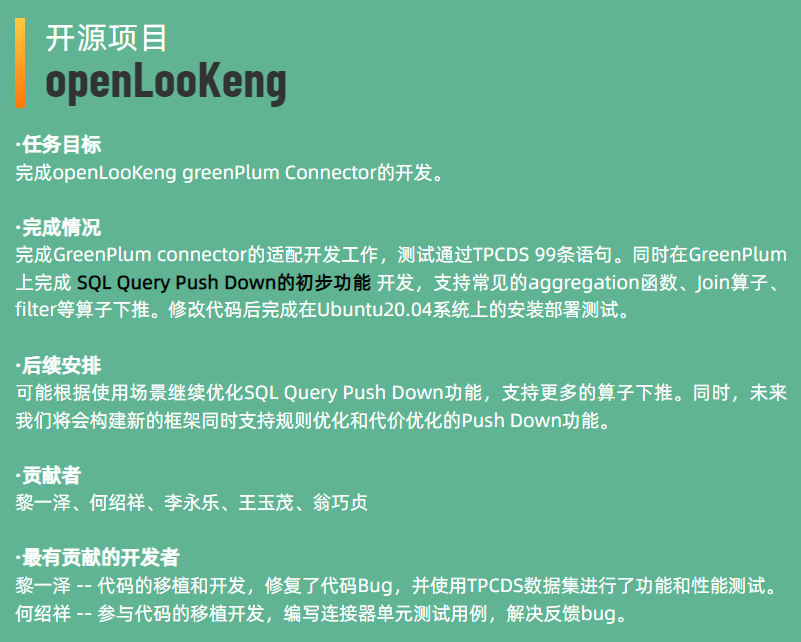 开源项目
openLooKeng
·任务目标
完成openLooKeng greenPlum Connector的开发。
·完成情况
完成GreenPlum connector的适配开发工作，测试通过TPCDS 99条语句。同时在GreenPlum
上完成 SQL Query Push Down的初步功能 开发，支持常见的aggregation函数、Join算子、
filter等算子下推。修改代码后完成在Ubuntu20.04系统上的安装部署测试。
·后续安排
可能根据使用场景继续优化SQL Query Push Down功能，支持更多的算子下推。同时，未来
我们将会构建新的框架同时支持规则优化和代价优化的Push Down功能。
·贡献者
黎一泽、何绍祥、李永乐、王玉茂、翁巧贞
·最有贡献的开发者
黎一泽 -- 代码的移植和开发，修复了代码Bug，并使用TPCDS数据集进行了功能和性能测试。
何绍祥 -- 参与代码的移植开发，编写连接器单元测试用例，解决反馈bug。